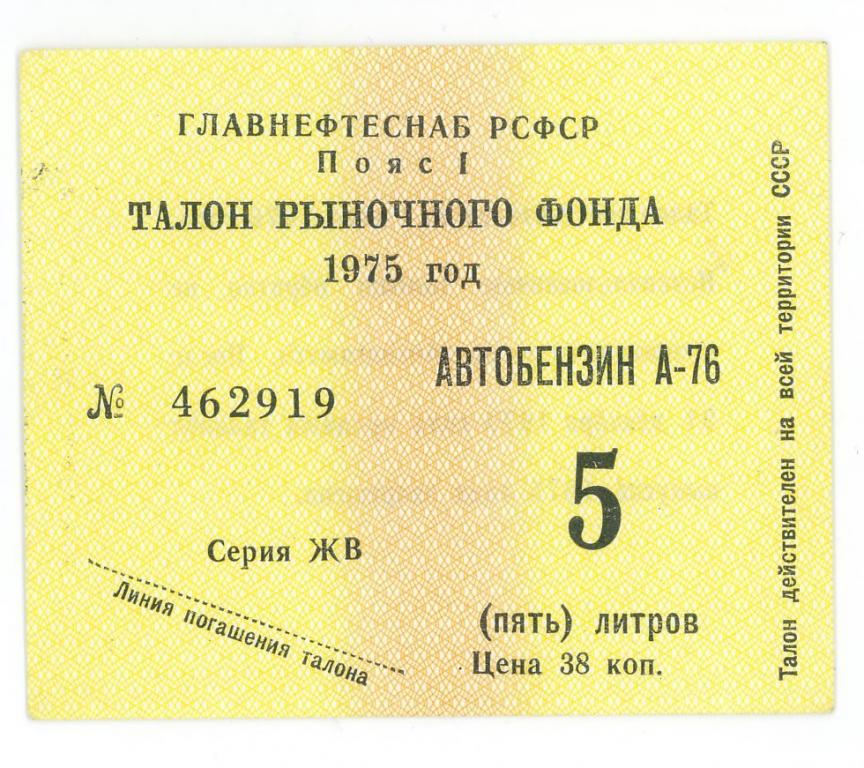 ГЛАВНЕФТЕСНАБ РСФСР
Пояс I
ТАЛОН РЫНОЧНОГО ФОНДА
1975 год
АВТОБЕНЗИН А-76
№ 462919
5
Серия ЖВ
(пять) литров
Цена 38 коп.
Линия погашения талона
Талон действителен на всей территории СССР